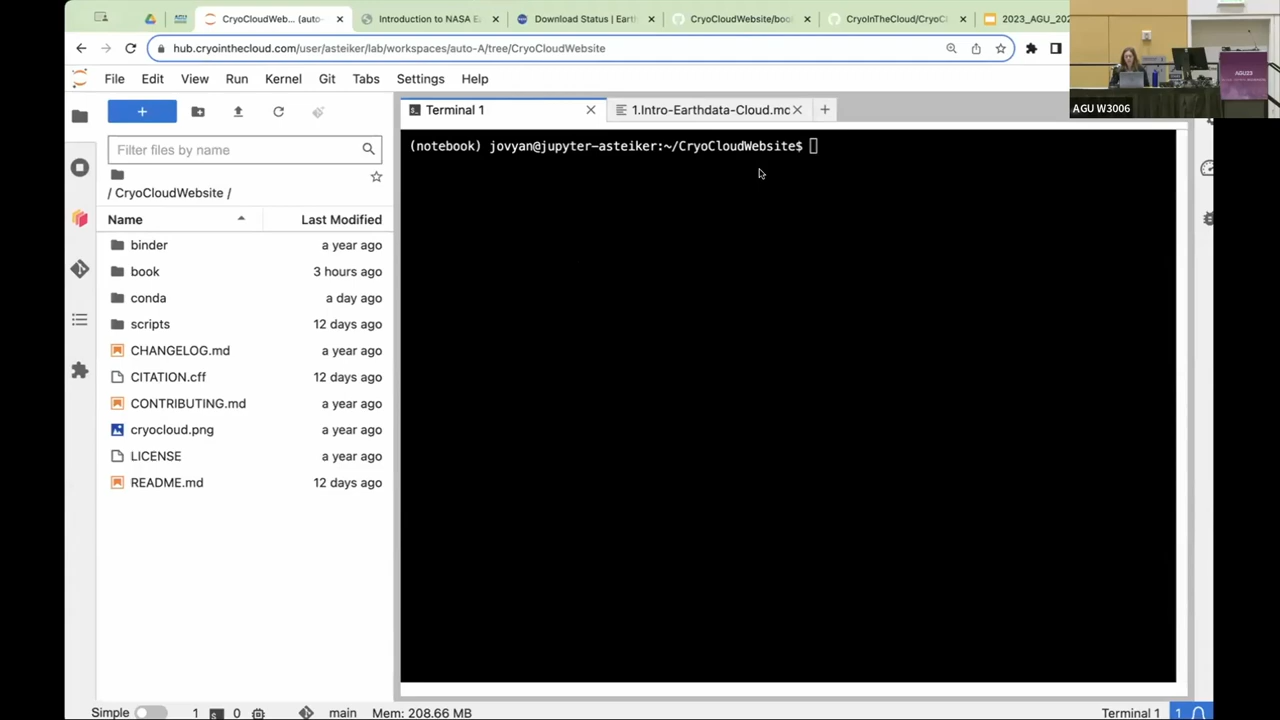 CryoCloudWeb... (auto-
Introduction to NASA E
Download Status | Eart
CryoCloudWebsite/boo
CryoInTheCloud/CryoC
2023_AGU_202
hub.cryointhecloud.com/user/asteiker/lab/workspaces/auto-A/tree/CryoCloudWebsite
File Edit View Run Kernel Git Tabs Settings Help
AGU23
AGU W3006
Terminal 1
1.Intro-Earthdata-Cloud.mc
(notebook) jovyan@jupyter-asteiker:~/CryoCloudWebsite$
Filter files by name
/ CryoCloudWebsite /
Name Last Modified
binder a year ago
book 3 hours ago
conda a day ago
scripts 12 days ago
CHANGELOG.md a year ago
CITATION.cff 12 days ago
CONTRIBUTING.md a year ago
cryocloud.png a year ago
LICENSE a year ago
README.md 12 days ago
Simple 1 0 main Mem: 208.66 MB Terminal 1 1